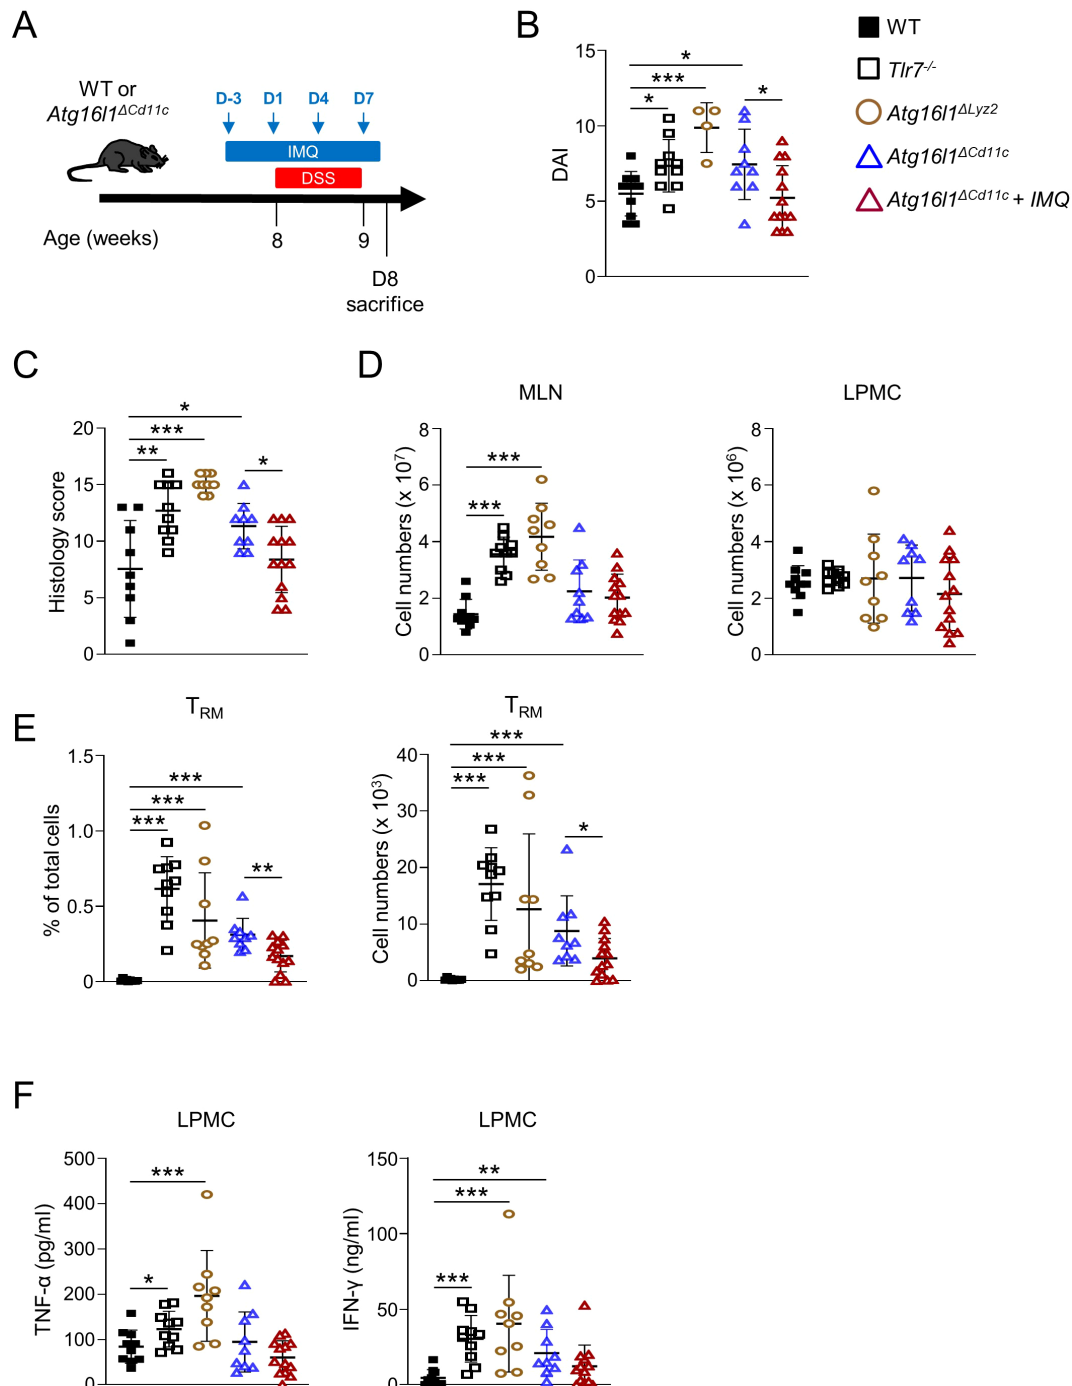 A
WT or
Atg16l1ΔCd11c
D-3 D1 D4 D7
IMQ
DSS
Age (weeks)
8 9
D8
sacrifice
B
DAI
15
10
5
0
*
***
*
*
WT
Tlr7-/-
Atg16l1ΔLyz2
Atg16l1ΔCd11c
Atg16l1ΔCd11c + IMQ
C
Histology score
20
15
10
5
0
*
***
**
*
D
MLN
Cell numbers (x 10⁷)
8
6
4
2
0
***
***
LPMC
Cell numbers (x 10⁶)
8
6
4
2
0
E
TRM
% of total cells
1.5
1.0
0.5
0
***
***
***
**
TRM
Cell numbers (x 10³)
40
30
20
10
0
***
***
***
*
F
LPMC
TNF-α (pg/ml)
500
400
300
200
100
0
***
*
LPMC
IFN-γ (ng/ml)
150
100
50
0
**
***
***